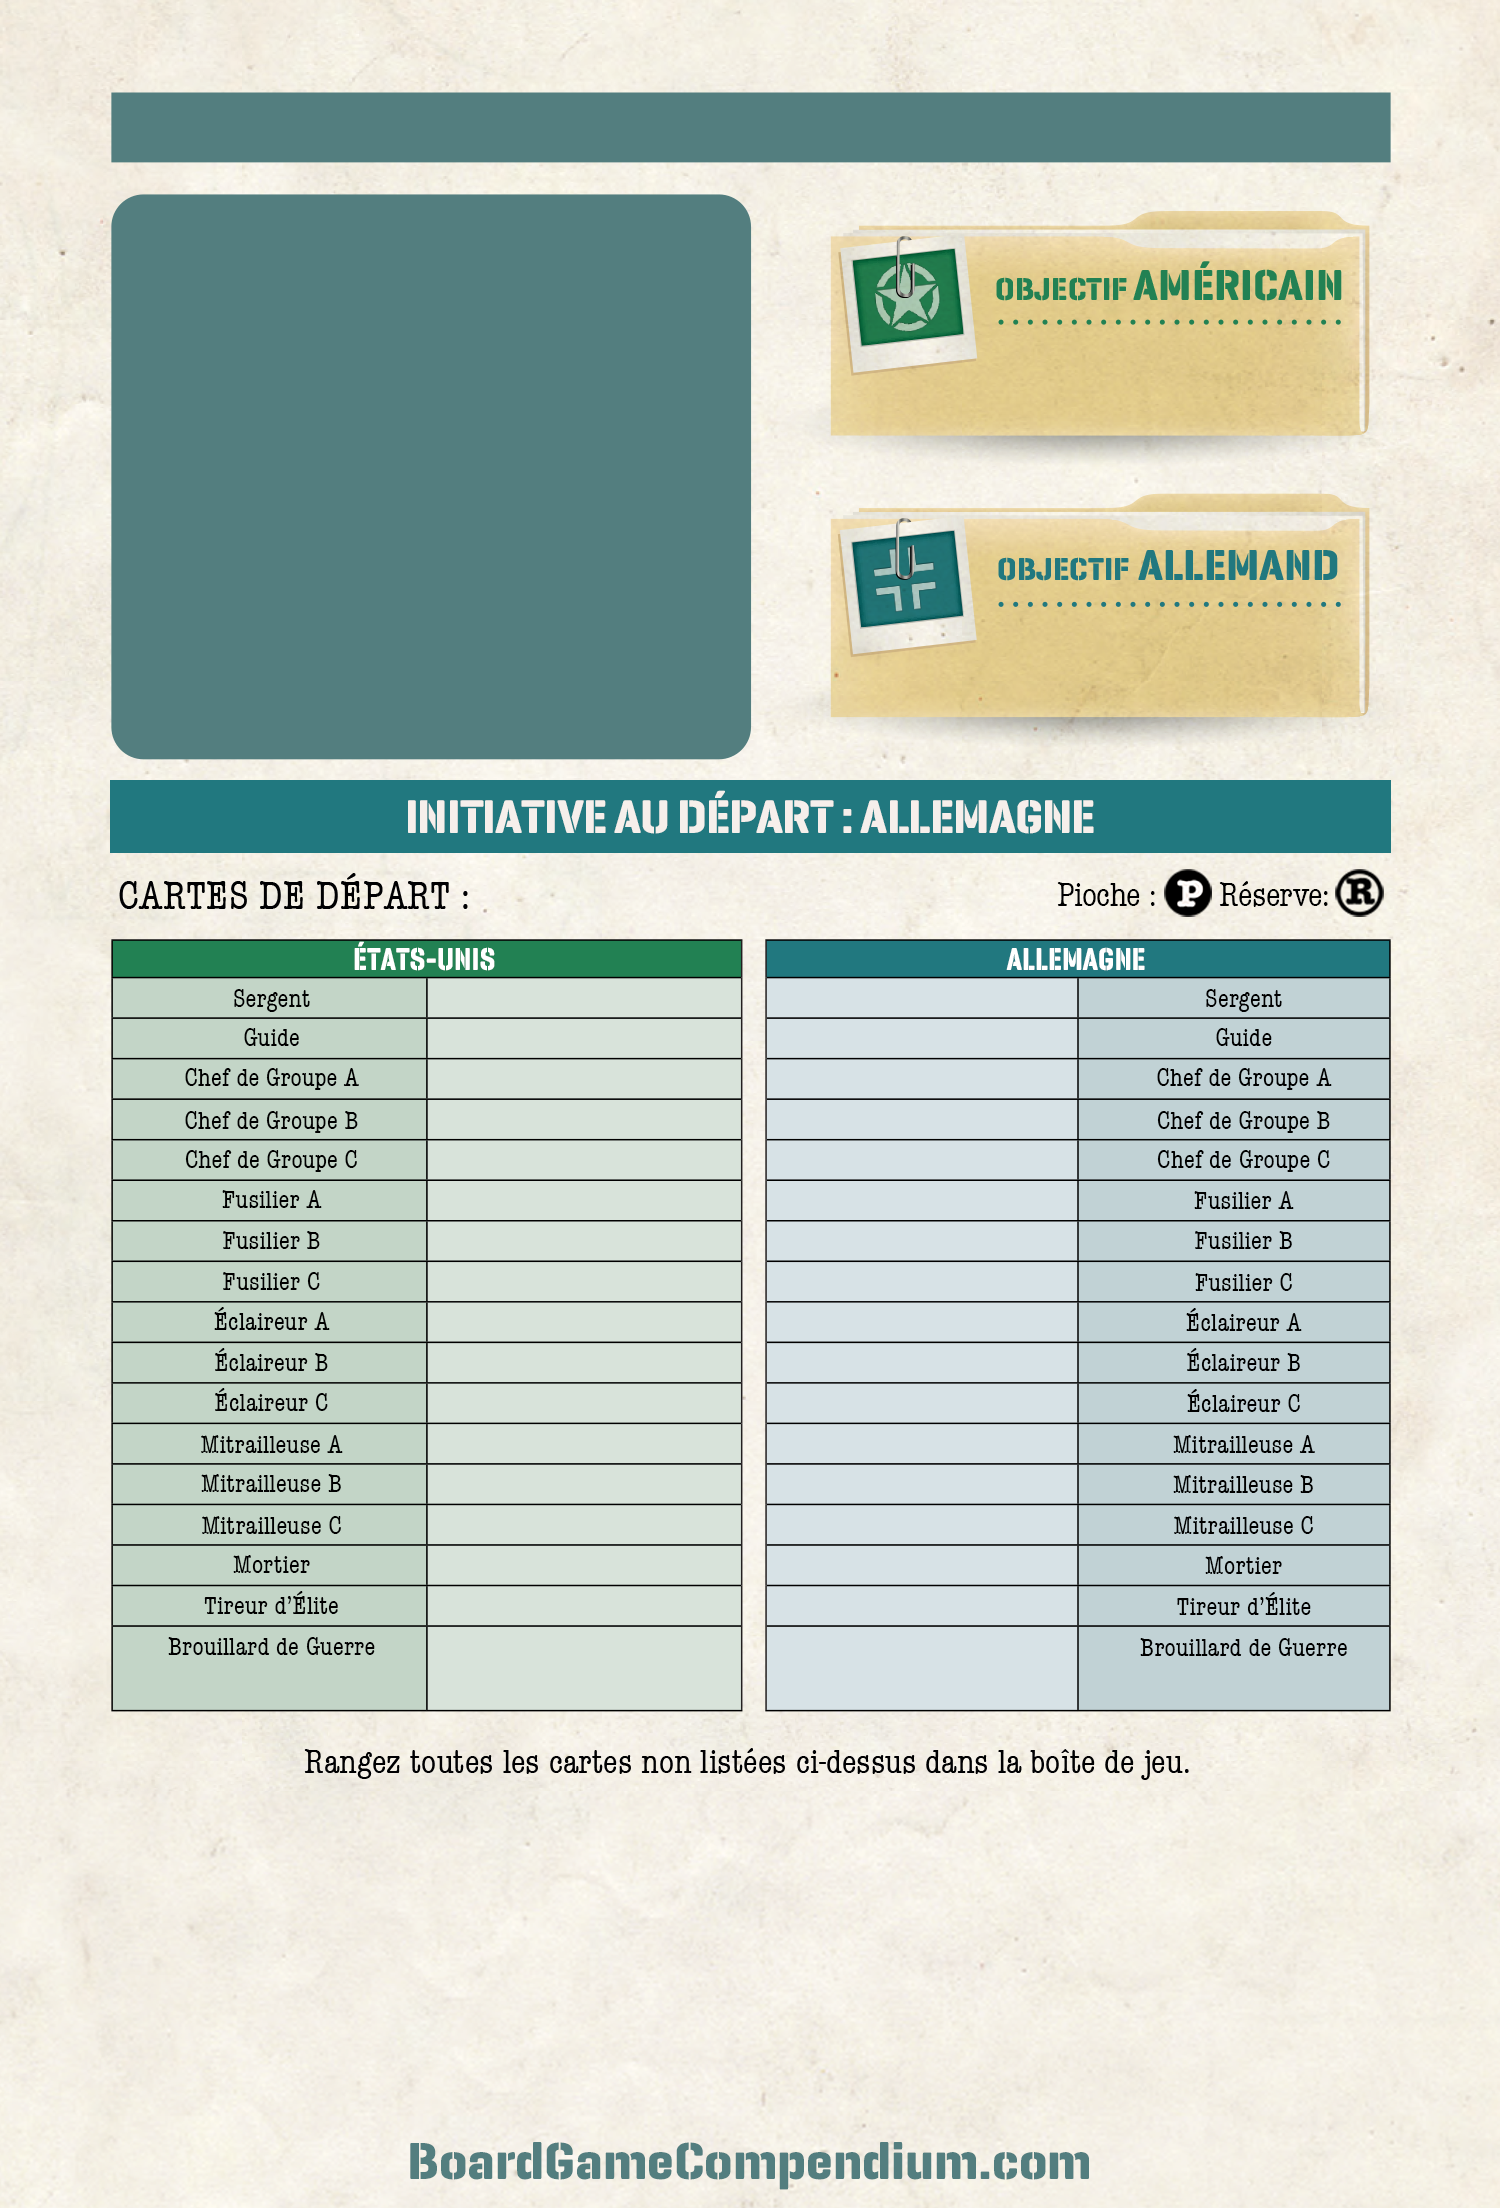 OBJECTIF AMÉRICAIN
OBJECTIF ALLEMAND
INITIATIVE AU DÉPART : ALLEMAGNE
CARTES DE DÉPART :
Pioche : P Réserve: R
ÉTATS-UNIS
Sergent
Guide
Chef de Groupe A
Chef de Groupe B
Chef de Groupe C
Fusilier A
Fusilier B
Fusilier C
Éclaireur A
Éclaireur B
Éclaireur C
Mitrailleuse A
Mitrailleuse B
Mitrailleuse C
Mortier
Tireur d’Élite
Brouillard de Guerre
ALLEMAGNE
Sergent
Guide
Chef de Groupe A
Chef de Groupe B
Chef de Groupe C
Fusilier A
Fusilier B
Fusilier C
Éclaireur A
Éclaireur B
Éclaireur C
Mitrailleuse A
Mitrailleuse B
Mitrailleuse C
Mortier
Tireur d’Élite
Brouillard de Guerre
Rangez toutes les cartes non listées ci-dessus dans la boîte de jeu.
BoardGameCompendium.com